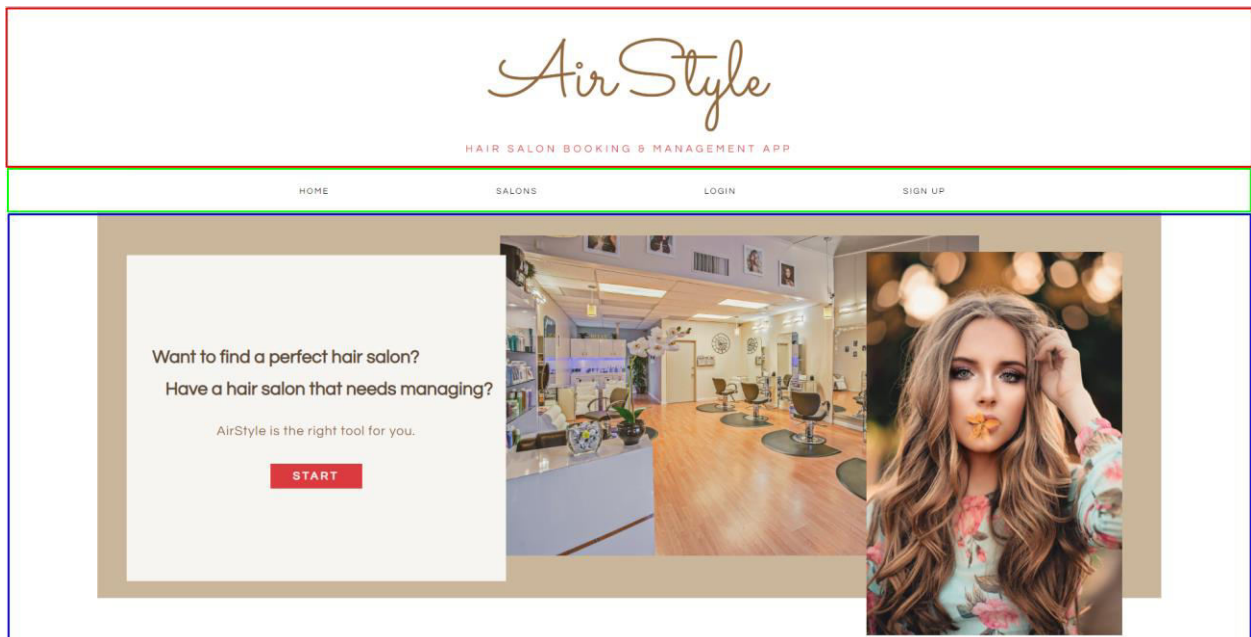 AirStyle
HAIR SALON BOOKING & MANAGEMENT APP
HOME SALONS LOGIN SIGN UP
Want to find a perfect hair salon?
Have a hair salon that needs managing?
AirStyle is the right tool for you.
START